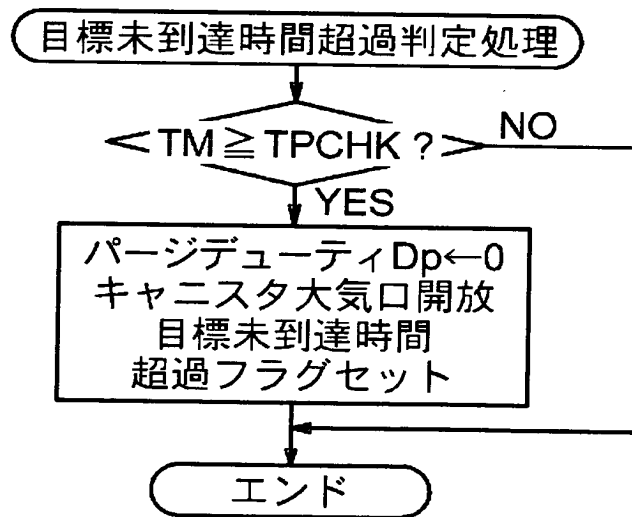 目標未到達時間超過判定処理
TM≧TPCHK ?
NO
YES
パージデューティDp←0
キャニスタ大気口開放
目標未到達時間
超過フラグセット
エンド